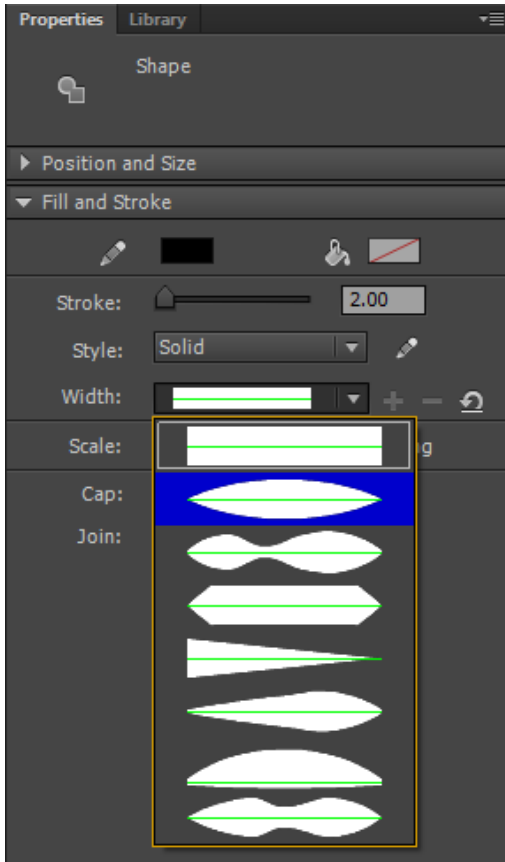 Properties Library
Shape
Position and Size
Fill and Stroke
Stroke: 2.00
Style: Solid
Width:
Scale:
Cap:
Join: